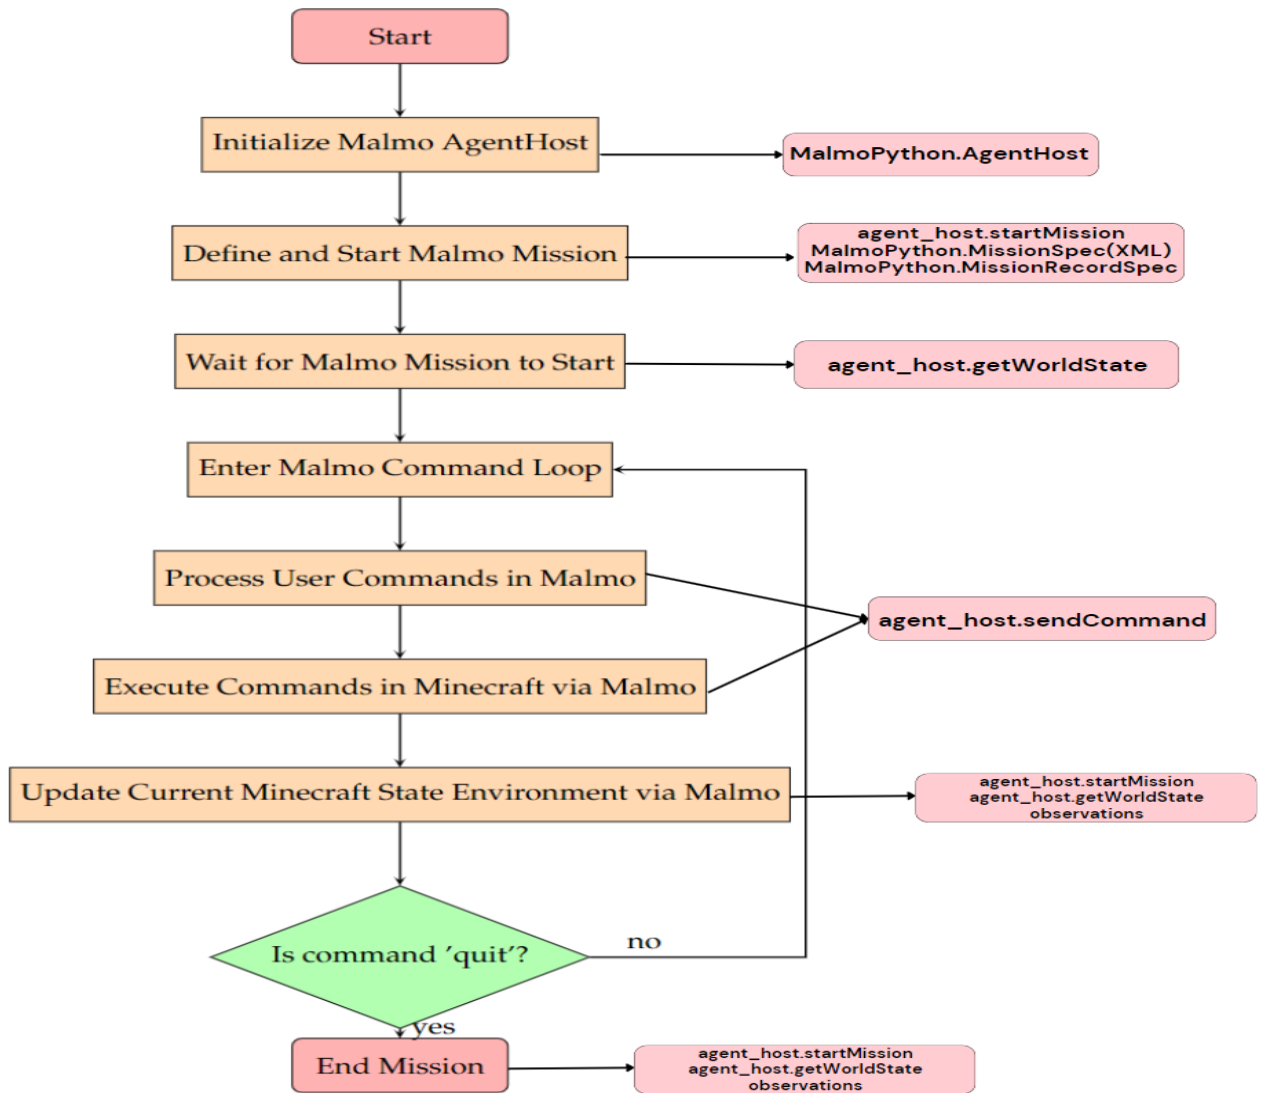 Start
Initialize Malmo AgentHost
MalmoPython.AgentHost
Define and Start Malmo Mission
agent_host.startMission
MalmoPython.MissionSpec(XML)
MalmoPython.MissionRecordSpec
Wait for Malmo Mission to Start
agent_host.getWorldState
Enter Malmo Command Loop
Process User Commands in Malmo
agent_host.sendCommand
Execute Commands in Minecraft via Malmo
Update Current Minecraft State Environment via Malmo
agent_host.startMission
agent_host.getWorldState
observations
Is command 'quit'?
no
yes
End Mission
agent_host.startMission
agent_host.getWorldState
observations